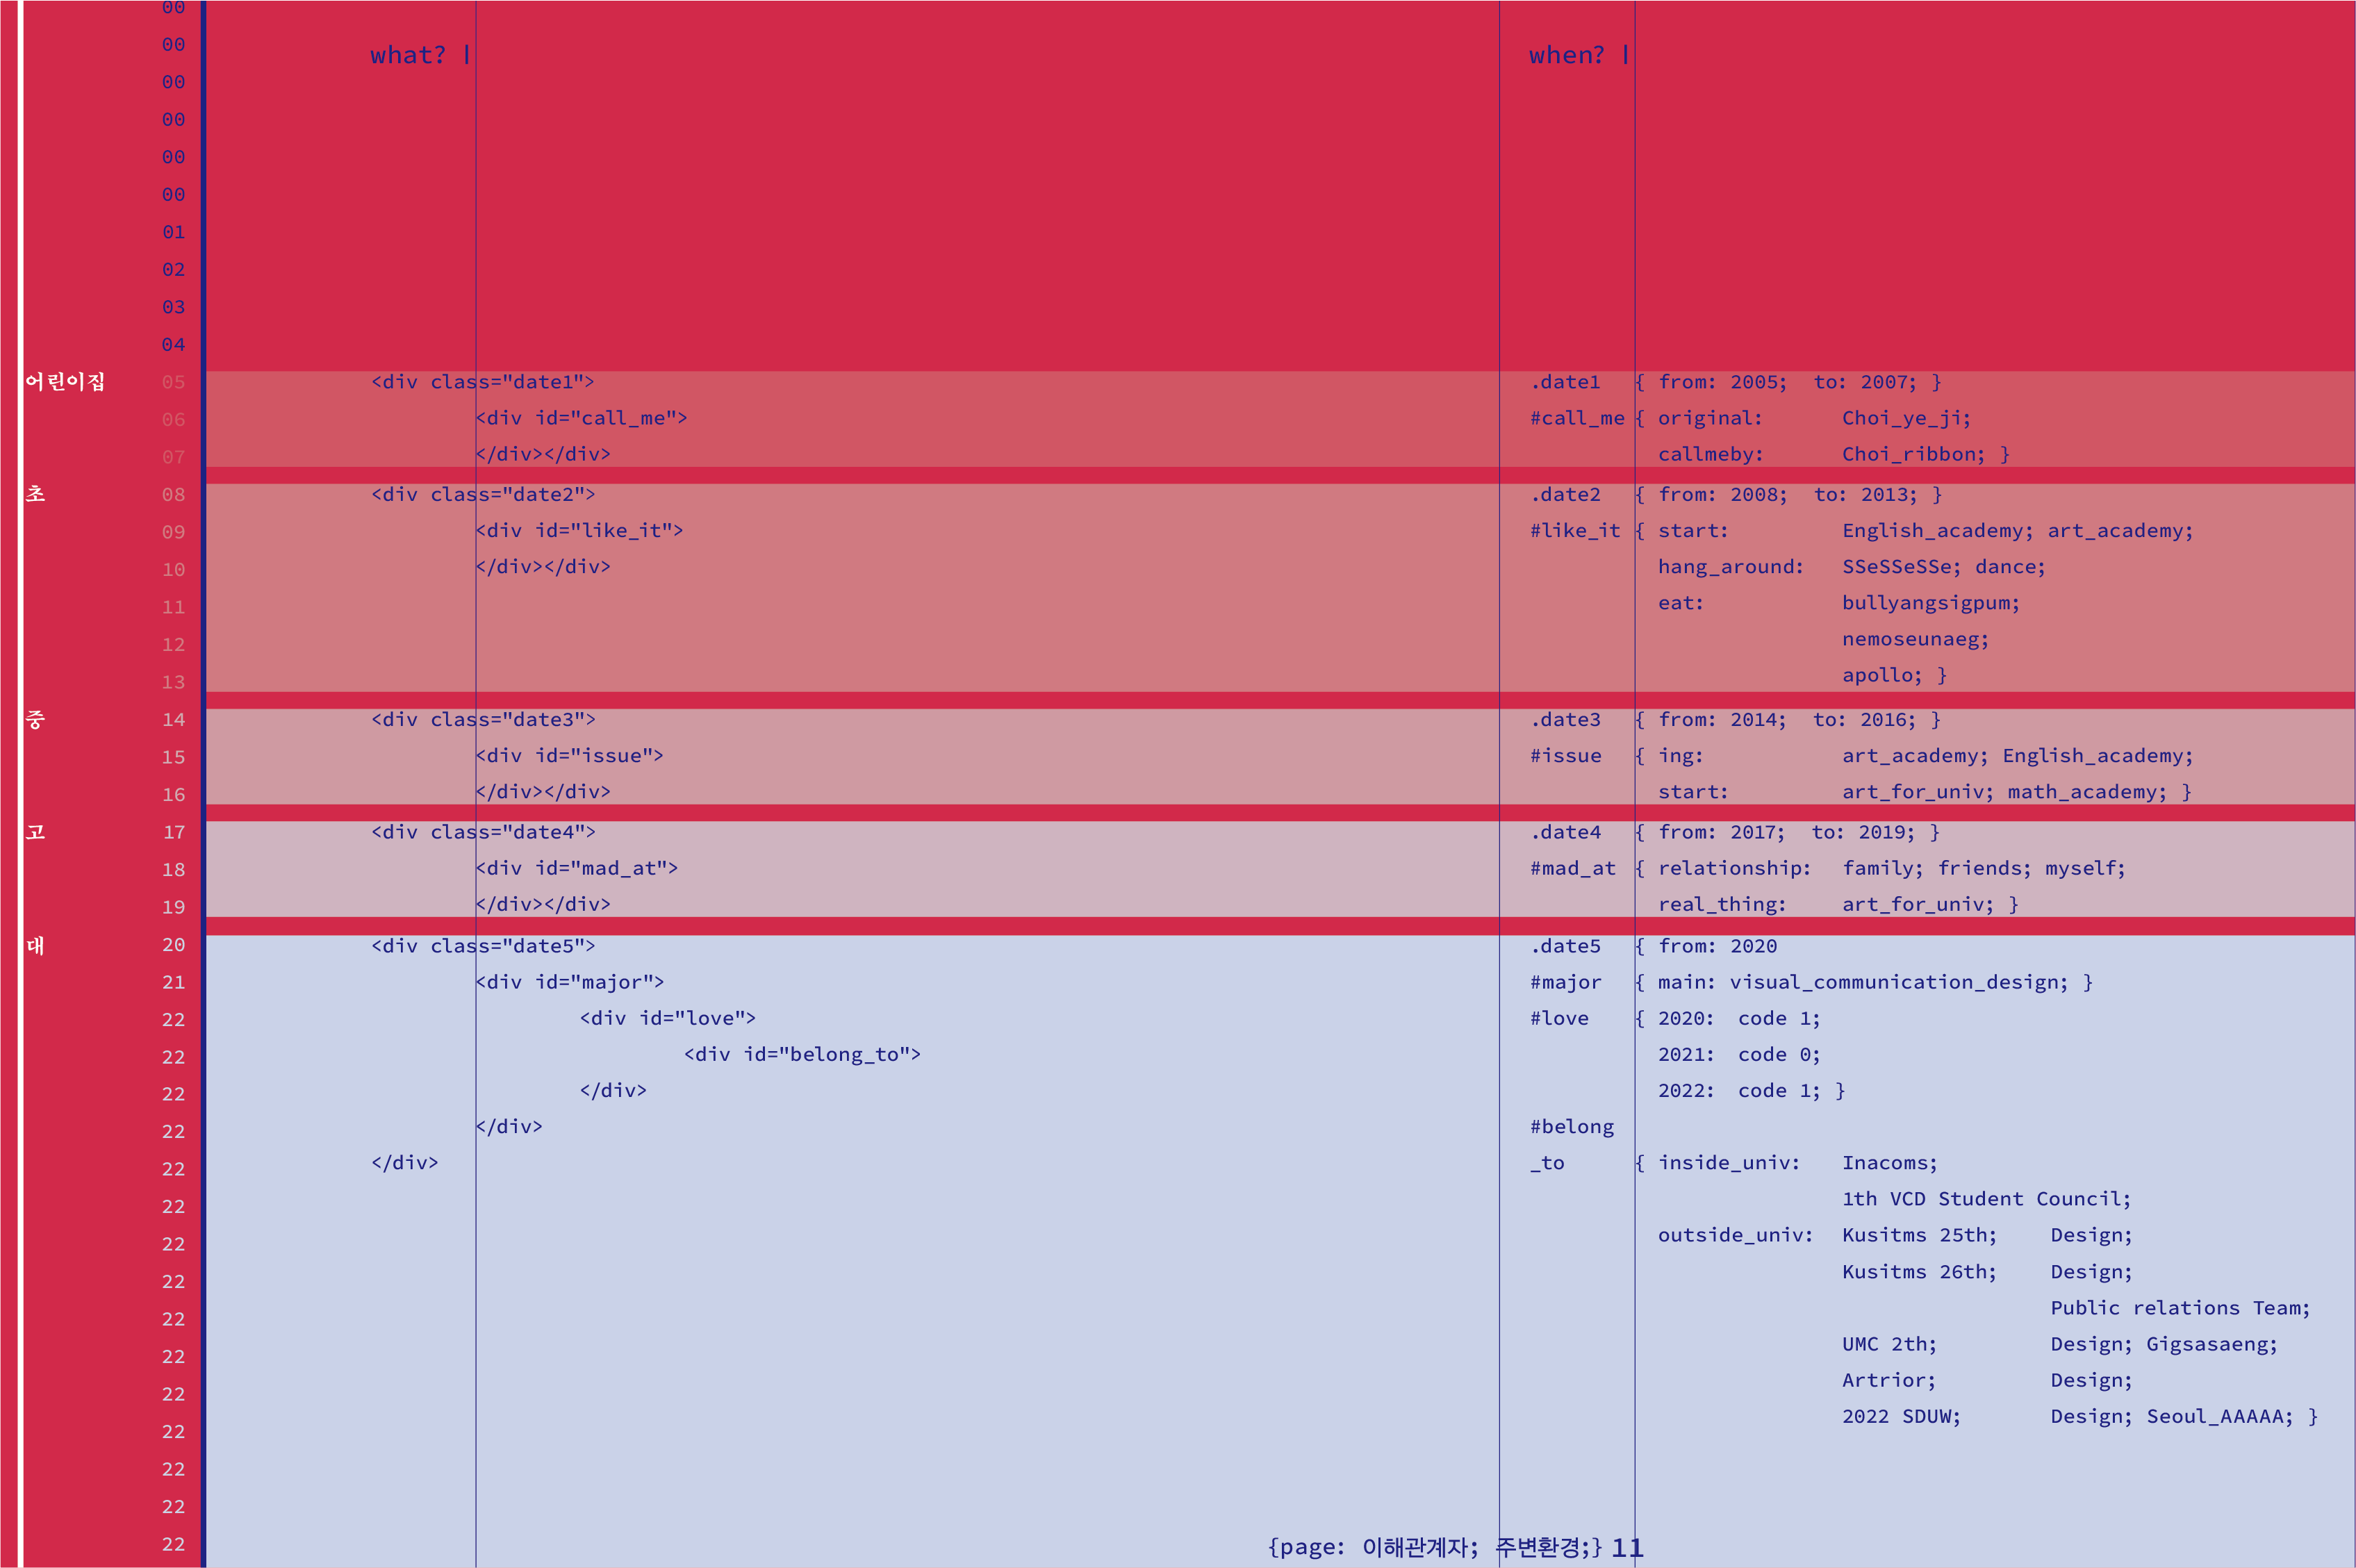 00
00 what? | when? |
00
00
00
00
01
02
03
04
어린이집 05 <div class="date1"> .date1 { from: 2005; to: 2007; }
06 <div id="call_me"> #call_me { original: Choi_ye_ji;
07 </div></div> callmeby: Choi_ribbon; }
초 08 <div class="date2"> .date2 { from: 2008; to: 2013; }
09 <div id="like_it"> #like_it { start: English_academy; art_academy;
10 </div></div> hang_around: SSeSSeSSe; dance;
11 eat: bullyangsigpum;
12 nemoseunaeg;
13 apollo; }
중 14 <div class="date3"> .date3 { from: 2014; to: 2016; }
15 <div id="issue"> #issue { ing: art_academy; English_academy;
16 </div></div> start: art_for_univ; math_academy; }
고 17 <div class="date4"> .date4 { from: 2017; to: 2019; }
18 <div id="mad_at"> #mad_at { relationship: family; friends; myself;
19 </div></div> real_thing: art_for_univ; }
대 20 <div class="date5"> .date5 { from: 2020
21 <div id="major"> #major { main: visual_communication_design; }
22 <div id="love"> #love { 2020: code 1;
22 <div id="belong_to"> 2021: code 0;
22 </div> 2022: code 1; }
22 </div> #belong
22 </div> _to { inside_univ: Inacoms;
22 1th VCD Student Council;
22 outside_univ: Kusitms 25th; Design;
22 Kusitms 26th; Design;
22 Public relations Team;
22 UMC 2th; Design; Gigsasaeng;
22 Artrior; Design;
22 2022 SDUW; Design; Seoul_AAAAA; }
22
22
22 {page: 이해관계자; 주변환경;} 11